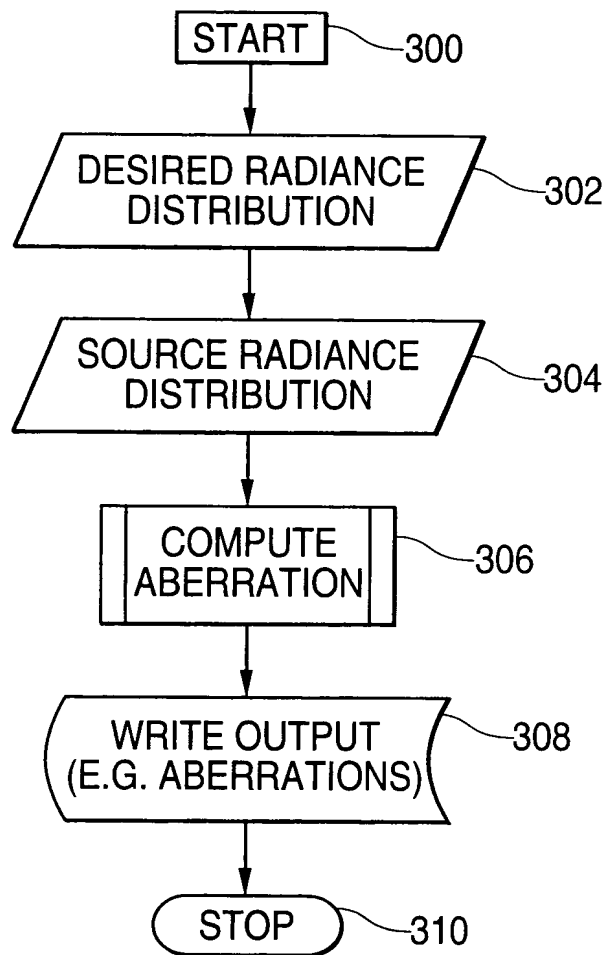 START
300
DESIRED RADIANCE
DISTRIBUTION
302
SOURCE RADIANCE
DISTRIBUTION
304
COMPUTE
ABERRATION
306
WRITE OUTPUT
(E.G. ABERRATIONS)
308
STOP
310